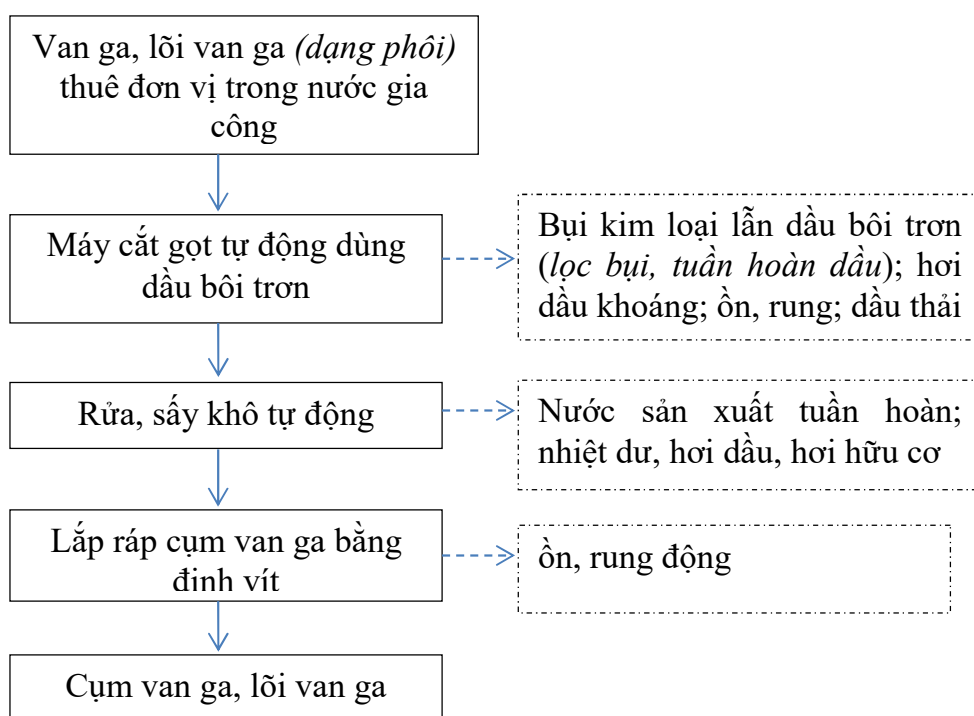 Van ga, lõi van ga (dạng phôi)
thuê đơn vị trong nước gia
công
Máy cắt gọt tự động dùng
dầu bôi trơn
Bụi kim loại lẫn dầu bôi trơn
(lọc bụi, tuần hoàn dầu); hơi
dầu khoáng; ồn, rung; dầu thải
Rửa, sấy khô tự động
Nước sản xuất tuần hoàn;
nhiệt dư, hơi dầu, hơi hữu cơ
Lắp ráp cụm van ga bằng
đinh vít
ồn, rung động
Cụm van ga, lõi van ga